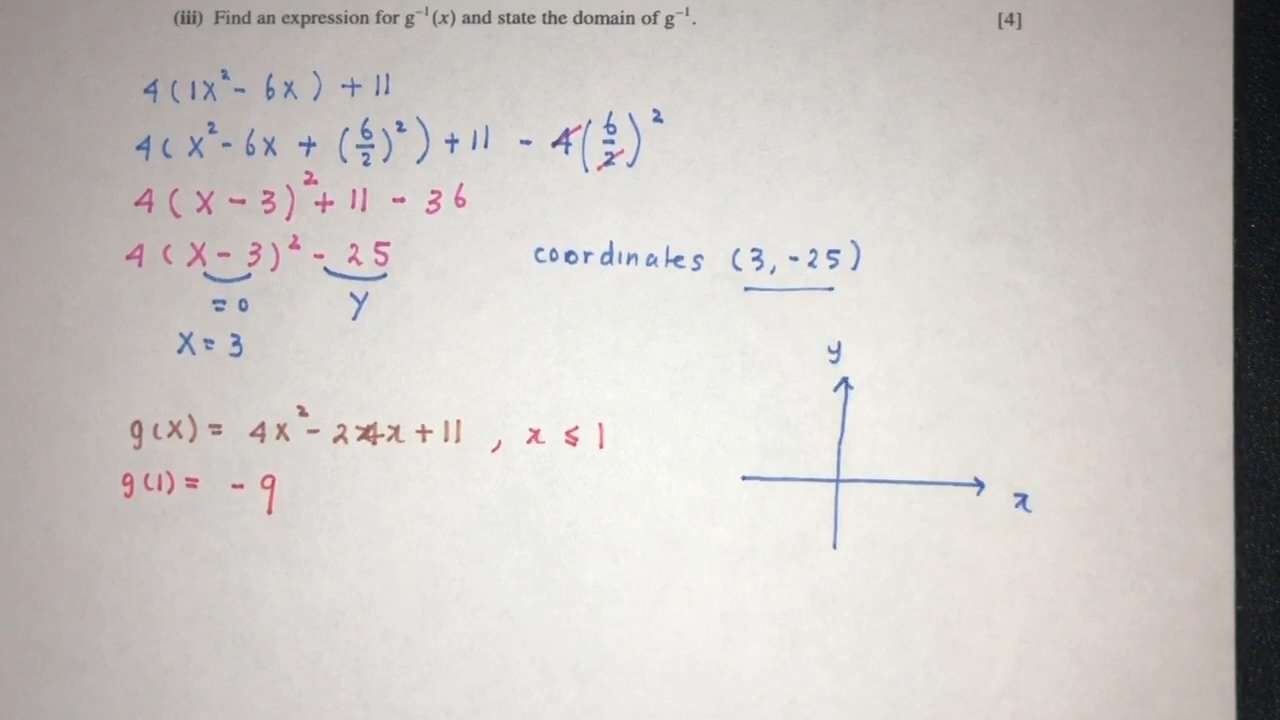 (iii) Find an expression for g⁻¹(x) and state the domain of g⁻¹. [4]
4(1x² - 6x) + 11
4(x² - 6x + (6/2)²) + 11 - 4(6/2)²
4(x - 3)² + 11 - 36
4(x - 3)² - 25 coordinates (3, -25)
= 0 y
x = 3
y
g(x) = 4x² - 24x + 11 , x ≤ 1
g(1) = - 9
x